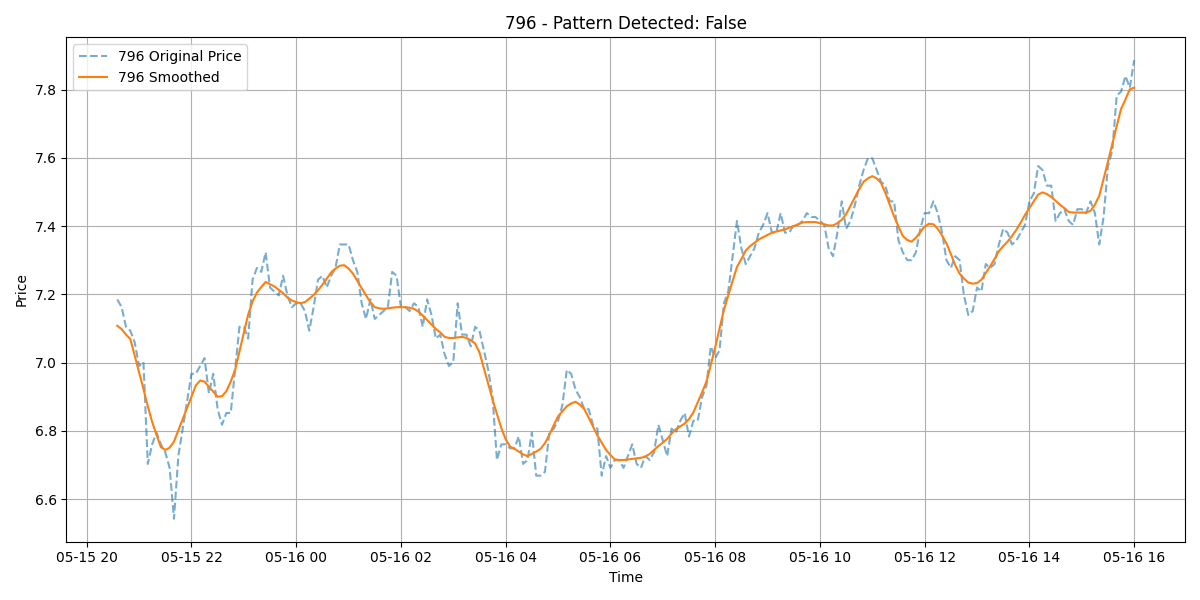 796 - Pattern Detected: False
796 Original Price
796 Smoothed
Price
7.8
7.6
7.4
7.2
7.0
6.8
6.6
05-15 20 05-15 22 05-16 00 05-16 02 05-16 04 05-16 06 05-16 08 05-16 10 05-16 12 05-16 14 05-16 16
Time